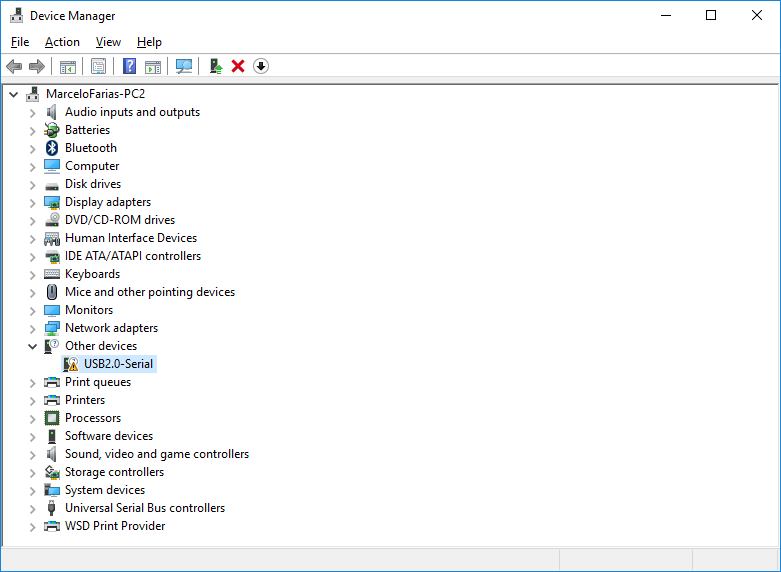 Device Manager
File Action View Help
MarceloFarias-PC2
Audio inputs and outputs
Batteries
Bluetooth
Computer
Disk drives
Display adapters
DVD/CD-ROM drives
Human Interface Devices
IDE ATA/ATAPI controllers
Keyboards
Mice and other pointing devices
Monitors
Network adapters
Other devices
USB2.0-Serial
Print queues
Printers
Processors
Software devices
Sound, video and game controllers
Storage controllers
System devices
Universal Serial Bus controllers
WSD Print Provider